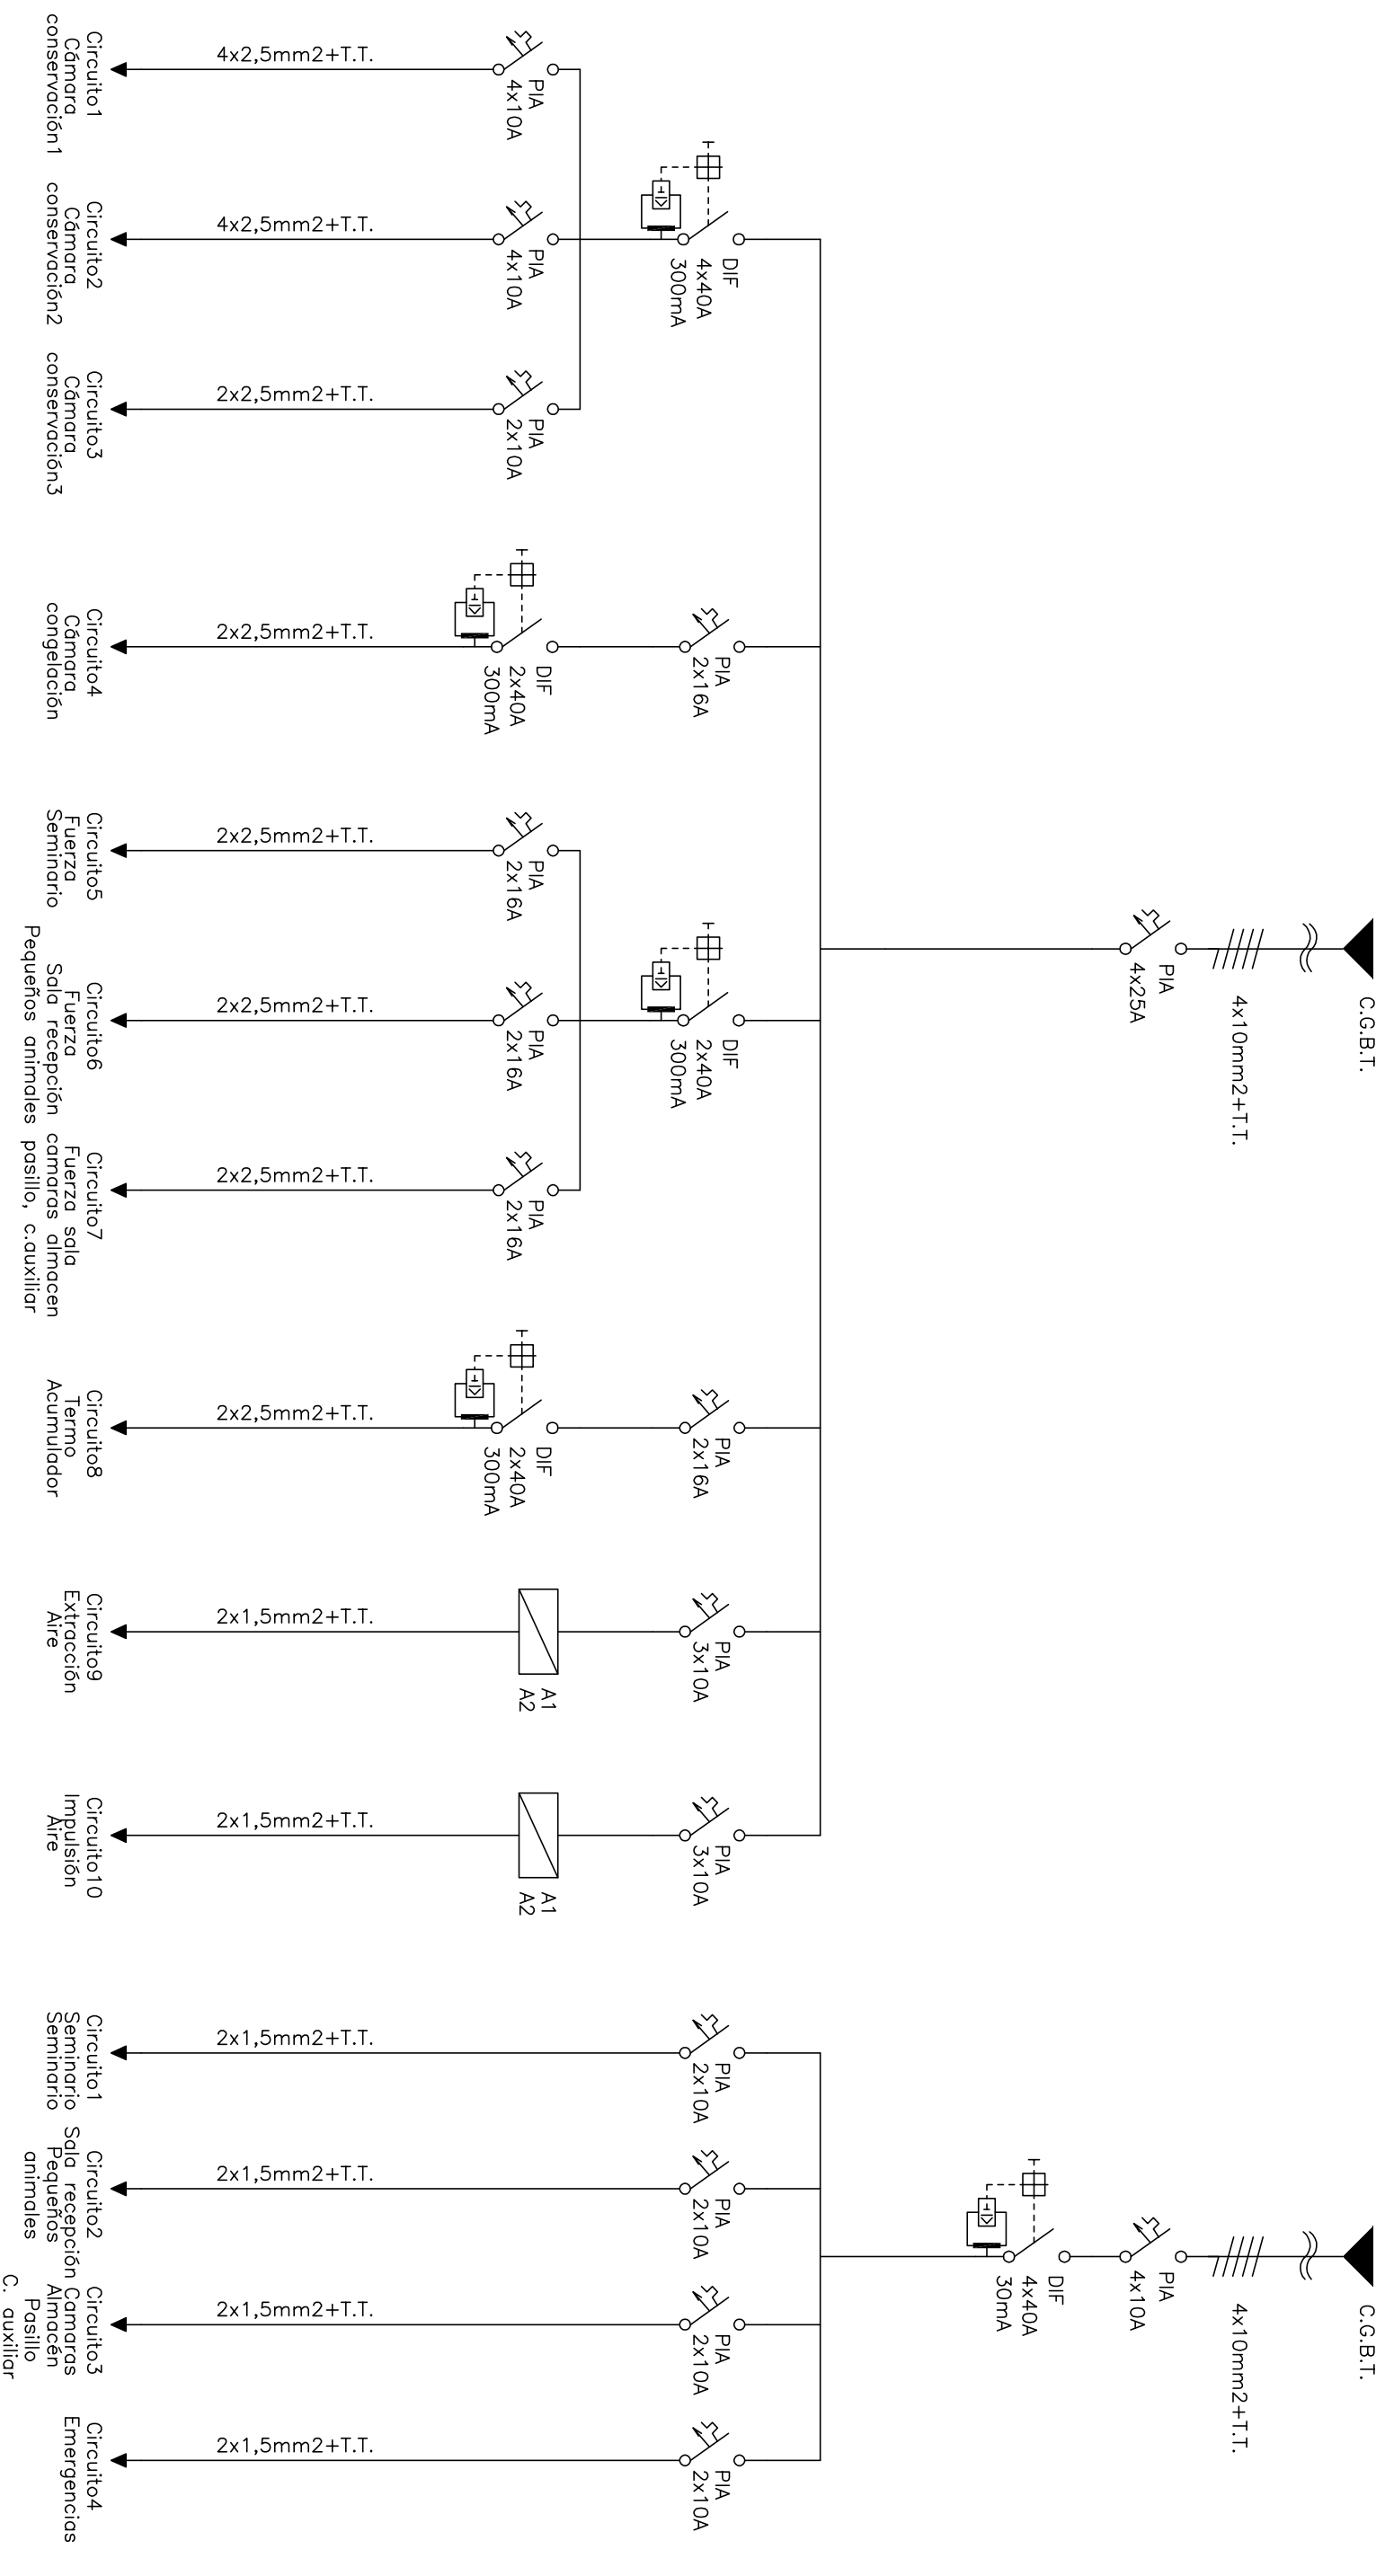 C.G.B.T.
4x10mm2+T.T.
PIA
4x25A
DIF
4x40A
300mA
PIA
4x10A
4x2,5mm2+T.T.
Circuito1
Cámara
conservación1
PIA
4x10A
4x2,5mm2+T.T.
Circuito2
Cámara
conservación2
PIA
2x10A
2x2,5mm2+T.T.
Circuito3
Cámara
conservación3
PIA
2x16A
DIF
2x40A
300mA
2x2,5mm2+T.T.
Circuito4
Cámara
congelación
DIF
2x40A
300mA
PIA
2x16A
2x2,5mm2+T.T.
Circuito5
Fuerza
Seminario
PIA
2x16A
2x2,5mm2+T.T.
Circuito6
Fuerza
Sala recepción
Pequeños animales
PIA
2x16A
2x2,5mm2+T.T.
Circuito7
Fuerza sala
camaras almacen
pasillo, c.auxiliar
PIA
2x16A
DIF
2x40A
300mA
2x2,5mm2+T.T.
Circuito8
Termo
Acumulador
PIA
3x10A
A1
A2
2x1,5mm2+T.T.
Circuito9
Extracción
Aire
PIA
3x10A
A1
A2
2x1,5mm2+T.T.
Circuito10
Impulsión
Aire
C.G.B.T.
4x10mm2+T.T.
PIA
4x10A
DIF
4x40A
30mA
PIA
2x10A
2x1,5mm2+T.T.
Circuito1
Seminario
Seminario
PIA
2x10A
2x1,5mm2+T.T.
Circuito2
Sala recepción
Pequeños
animales
PIA
2x10A
2x1,5mm2+T.T.
Circuito3
Camaras
Almacén
Pasillo
C. auxiliar
PIA
2x10A
2x1,5mm2+T.T.
Circuito4
Emergencias